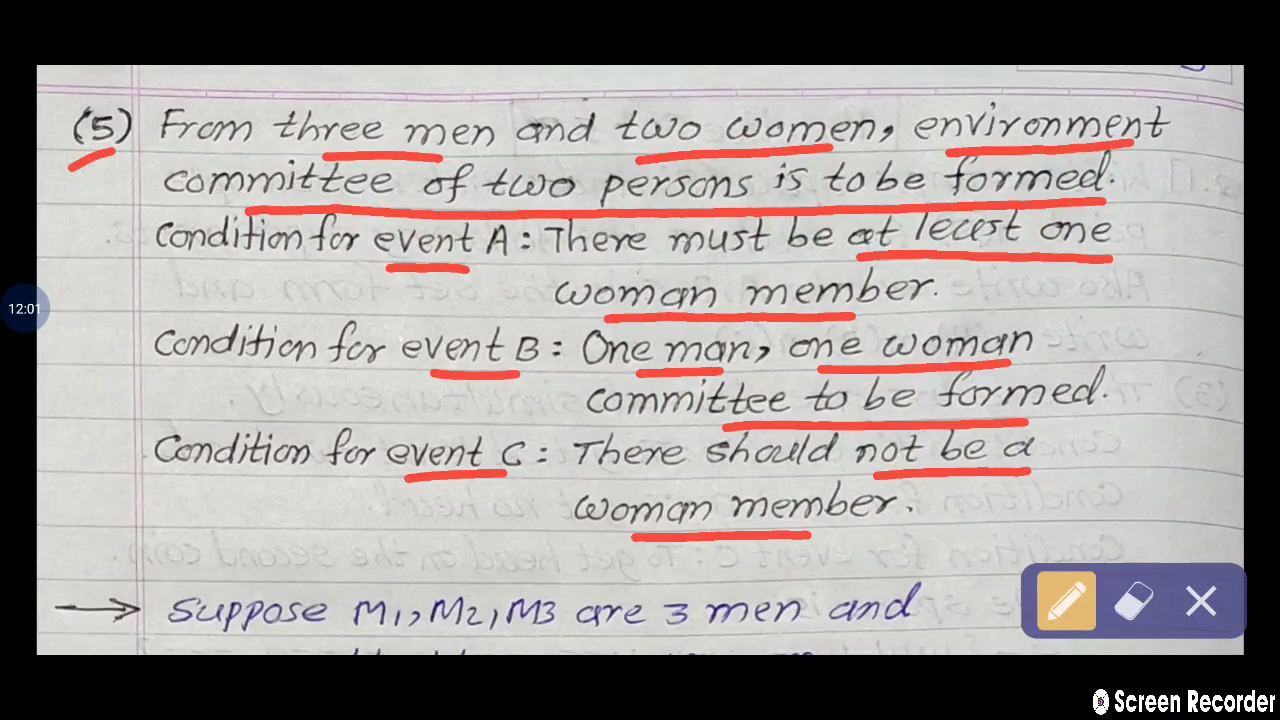 (5) From three men and two women, environment
committee of two persons is to be formed.
Condition for event A : There must be at least one
woman member.
Condition for event B : One man, one woman
committee to be formed.
Condition for event C : There should not be a
woman member.
12:01
→ Suppose M1, M2, M3 are 3 men and
Screen Recorder